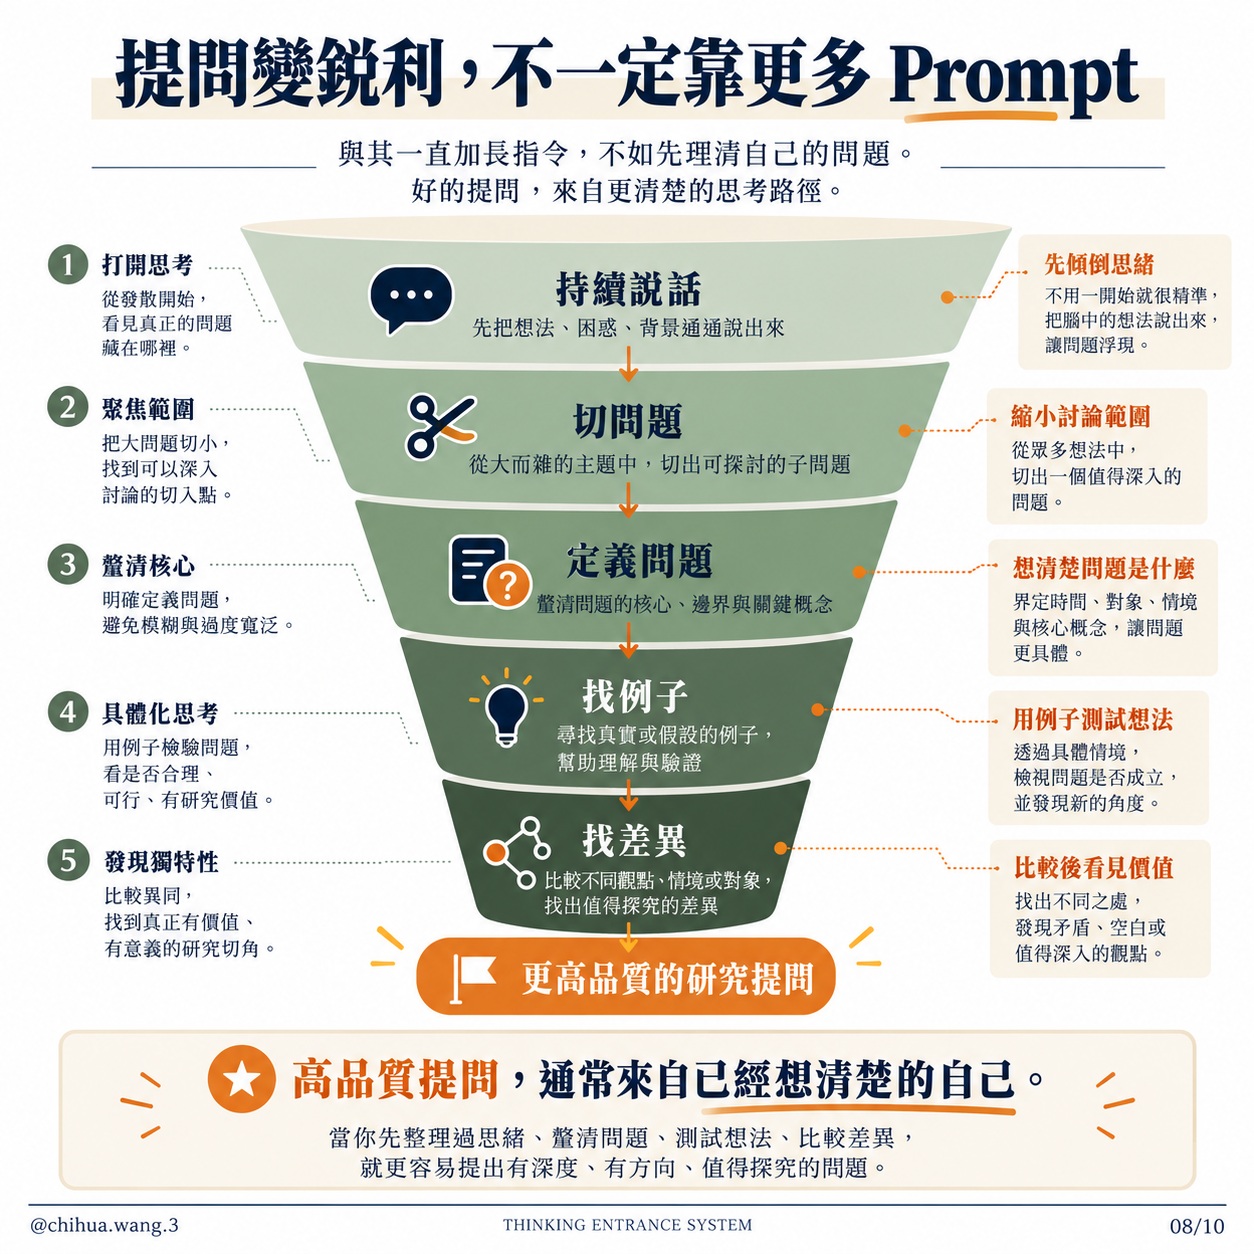 提問變銳利，不一定靠更多 Prompt
與其一直加長指令，不如先理清自己的問題。
好的提問，來自更清楚的思考路徑。
1 打開思考
從發散開始，
看見真正的問題
藏在哪裡。
持續說話
先把想法、困惑、背景通通說出來
先傾倒思緒
不用一開始就很精準，
把腦中的想法說出來，
讓問題浮現。
2 聚焦範圍
把大問題切小，
找到可以深入
討論的切入點。
切問題
從大而雜的主題中，切出可探討的子問題
縮小討論範圍
從眾多想法中，
切出一個值得深入的
問題。
3 釐清核心
明確定義問題，
避免模糊與過度寬泛。
定義問題
釐清問題的核心、邊界與關鍵概念
想清楚問題是什麼
界定時間、對象、情境
與核心概念，讓問題
更具體。
4 具體化思考
用例子檢驗問題，
看是否合理、
可行、有研究價值。
找例子
尋找真實或假設的例子，
幫助理解與驗證
用例子測試想法
透過具體情境，
檢視問題是否成立，
並發現新的角度。
5 發現獨特性
比較異同，
找到真正有價值、
有意義的研究切角。
找差異
比較不同觀點、情境或對象，
找出值得探究的差異
比較後看見價值
找出不同之處，
發現矛盾、空白或
值得深入的觀點。
更高品質的研究提問
高品質提問，通常來自已經想清楚的自己。
當你先整理過思緒、釐清問題、測試想法、比較差異，
就更容易提出有深度、有方向、值得探究的問題。
@chihua.wang.3
THINKING ENTRANCE SYSTEM
08/10